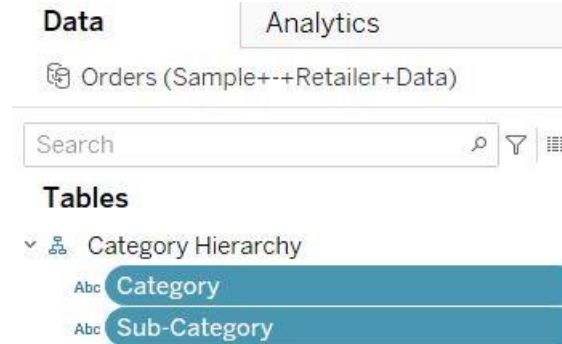 Data Analytics
Orders (Sample+-+Retailer+Data)
Search
Tables
Category Hierarchy
Abc Category
Abc Sub-Category